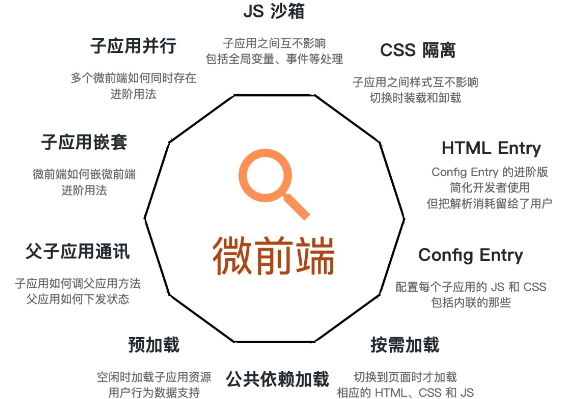 JS 沙箱
子应用之间互不影响
包括全局变量、事件等处理
CSS 隔离
子应用之间样式互不影响
切换时装载和卸载
HTML Entry
Config Entry 的进阶版
简化开发者使用
但把解析消耗留给了用户
Config Entry
配置每个子应用的 JS 和 CSS
包括内联的那些
按需加载
切换到页面时才加载
相应的 HTML、CSS 和 JS
公共依赖加载
预加载
空闲时加载子应用资源
用户行为数据支持
父子应用通讯
子应用如何调父应用方法
父应用如何下发状态
子应用嵌套
微前端如何嵌微前端
进阶用法
子应用并行
多个微前端如何同时存在
进阶用法
微前端